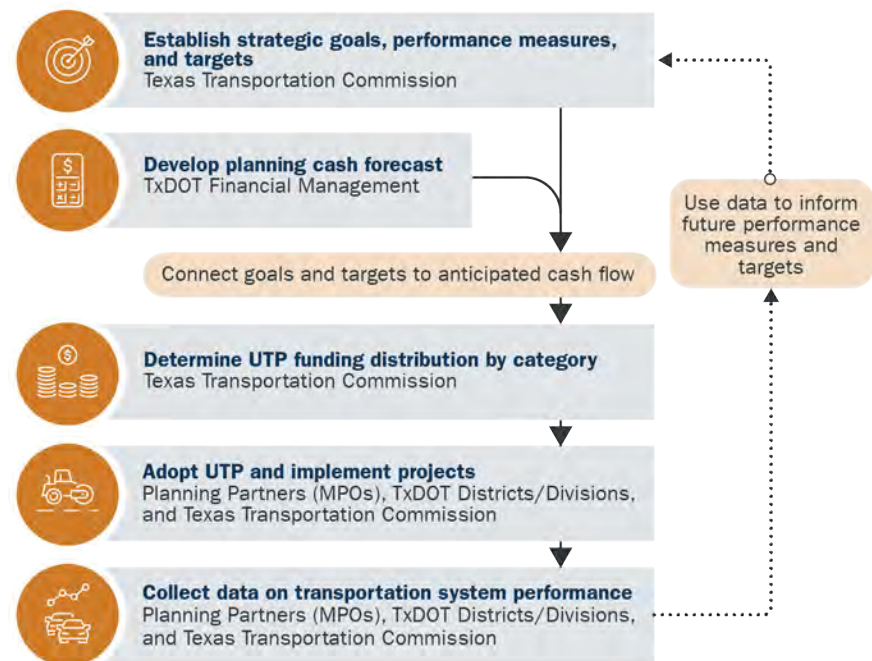 Establish strategic goals, performance measures,
and targets
Texas Transportation Commission
$
Develop planning cash forecast
TxDOT Financial Management
Use data to inform
future performance
measures and
targets
Connect goals and targets to anticipated cash flow
$
Determine UTP funding distribution by category
Texas Transportation Commission
Adopt UTP and implement projects
Planning Partners (MPOs), TxDOT Districts/Divisions,
and Texas Transportation Commission
Collect data on transportation system performance
Planning Partners (MPOs), TxDOT Districts/Divisions,
and Texas Transportation Commission